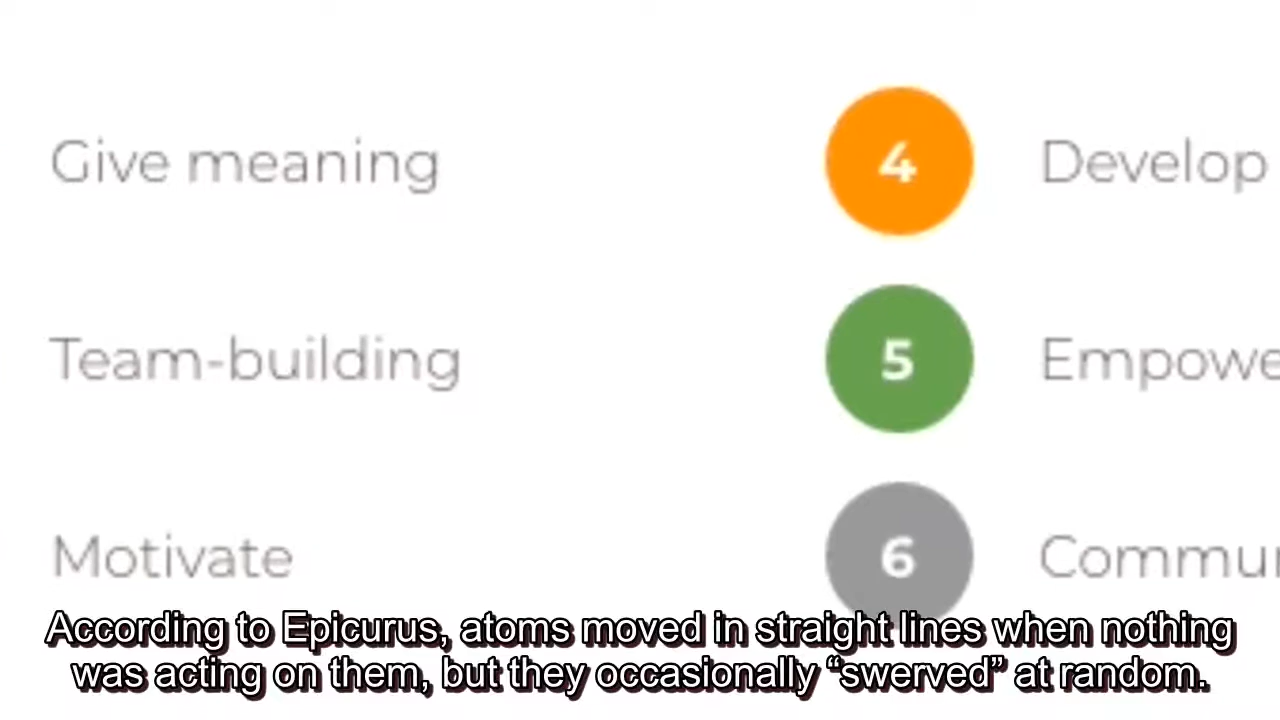 Give meaning
4
Develop
Team-building
5
Motivate
6
According to Epicurus, atoms moved in straight lines when nothing
was acting on them, but they occasionally “swerved” at random.